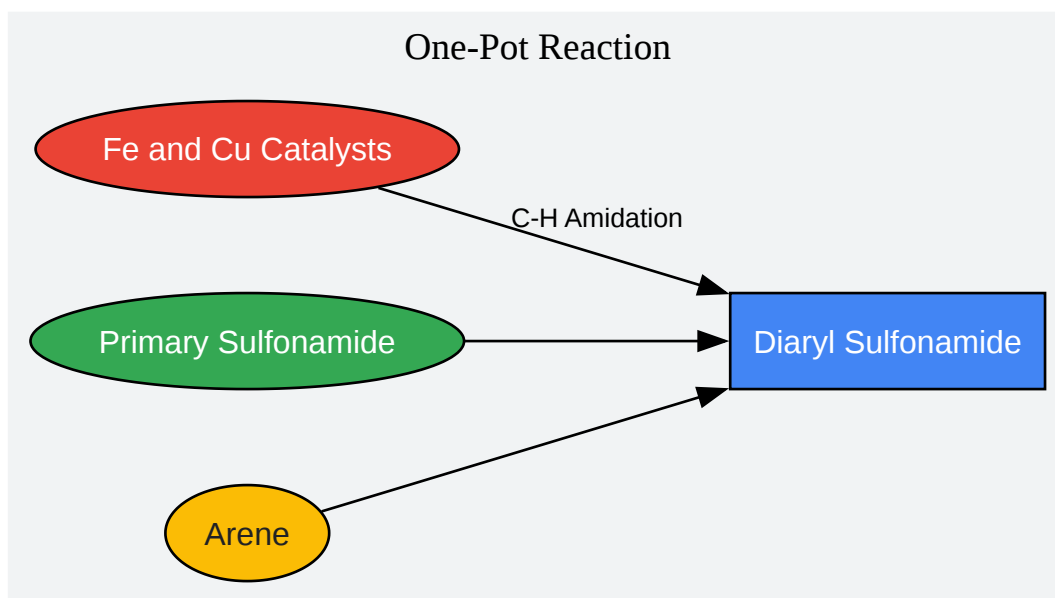 One-Pot Reaction
Fe and Cu Catalysts
C-H Amidation
Primary Sulfonamide
Diaryl Sulfonamide
Arene